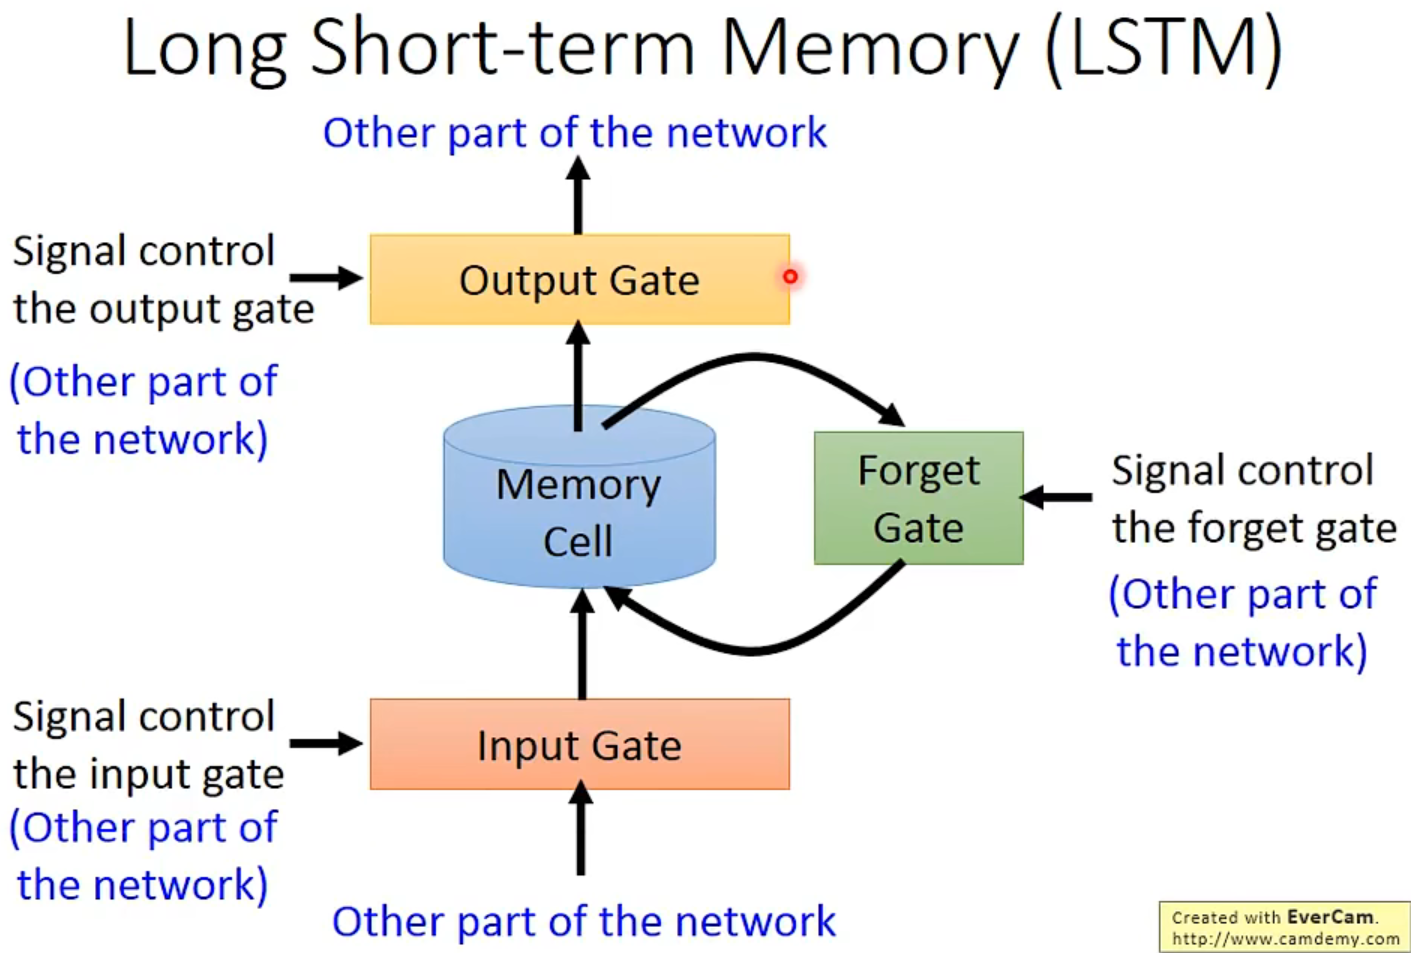 Long Short-term Memory (LSTM)
Other part of the network
Signal control
the output gate
(Other part of
the network)
Output Gate
Memory
Cell
Forget
Gate
Signal control
the forget gate
(Other part of
the network)
Signal control
the input gate
(Other part of
the network)
Input Gate
Other part of the network
Created with EverCam.
http://www.camdemy.com